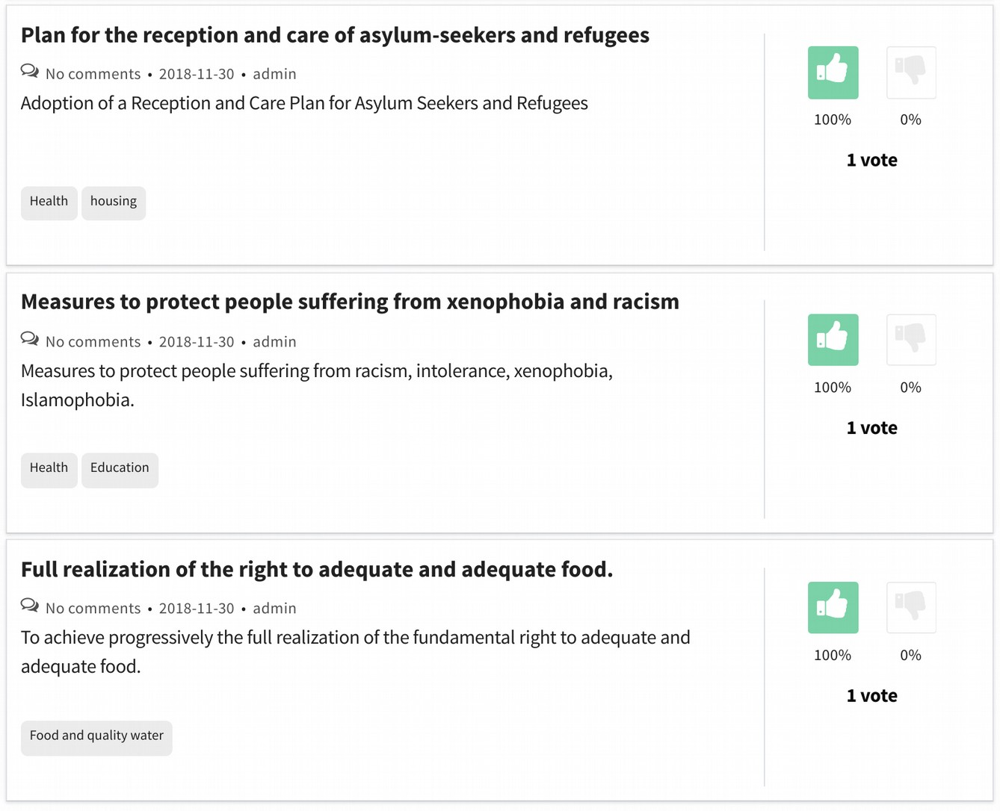 Plan for the reception and care of asylum-seekers and refugees
No comments • 2018-11-30 • admin
Adoption of a Reception and Care Plan for Asylum Seekers and Refugees
Health housing
100% 0%
1 vote
Measures to protect people suffering from xenophobia and racism
No comments • 2018-11-30 • admin
Measures to protect people suffering from racism, intolerance, xenophobia,
Islamophobia.
Health Education
100% 0%
1 vote
Full realization of the right to adequate and adequate food.
No comments • 2018-11-30 • admin
To achieve progressively the full realization of the fundamental right to adequate and
adequate food.
Food and quality water
100% 0%
1 vote